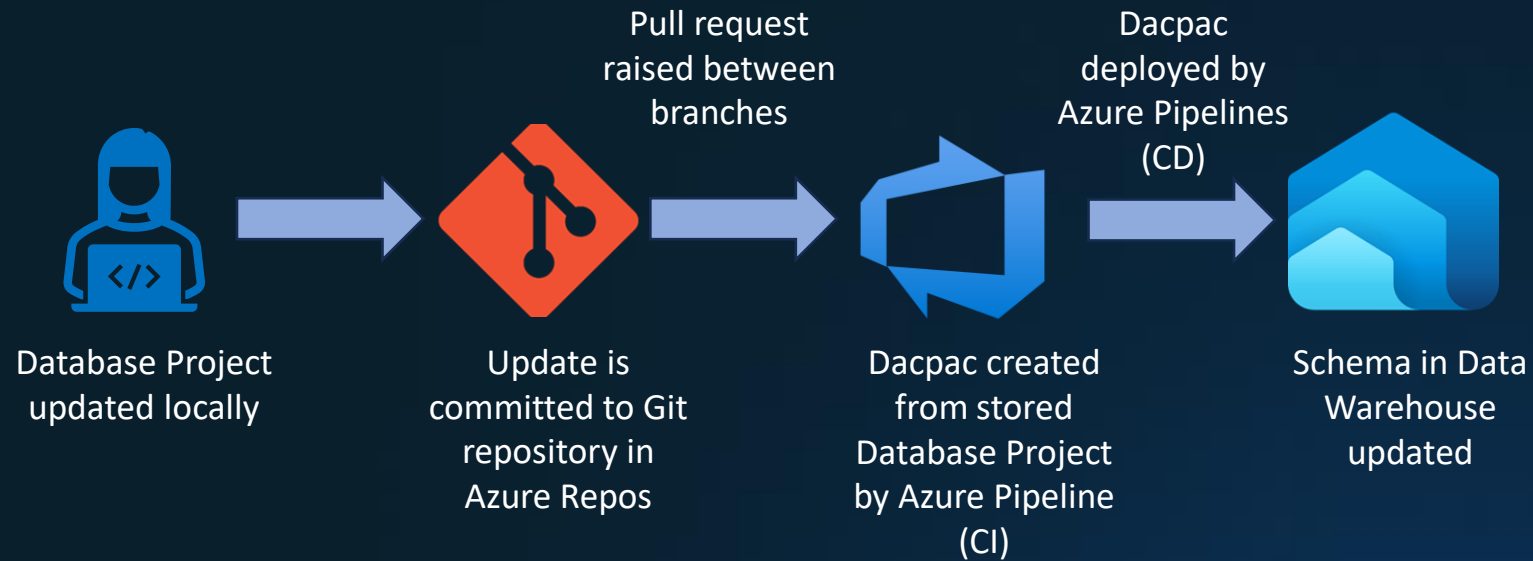 Pull request
raised between
branches
Dacpac
deployed by
Azure Pipelines
(CD)
</>
Database Project
updated locally
Update is
committed to Git
repository in
Azure Repos
Dacpac created
from stored
Database Project
by Azure Pipeline
(CI)
Schema in Data
Warehouse
updated